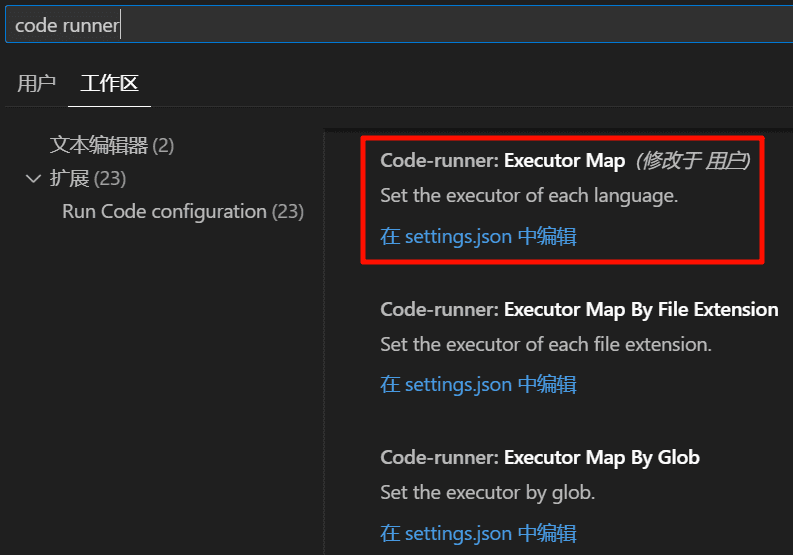 code runner
用户 工作区
文本编辑器 (2)
扩展 (23)
Run Code configuration (23)
Code-runner: Executor Map (修改于 用户)
Set the executor of each language.
在 settings.json 中编辑
Code-runner: Executor Map By File Extension
Set the executor of each file extension.
在 settings.json 中编辑
Code-runner: Executor Map By Glob
Set the executor by glob.
在 settings.json 中编辑